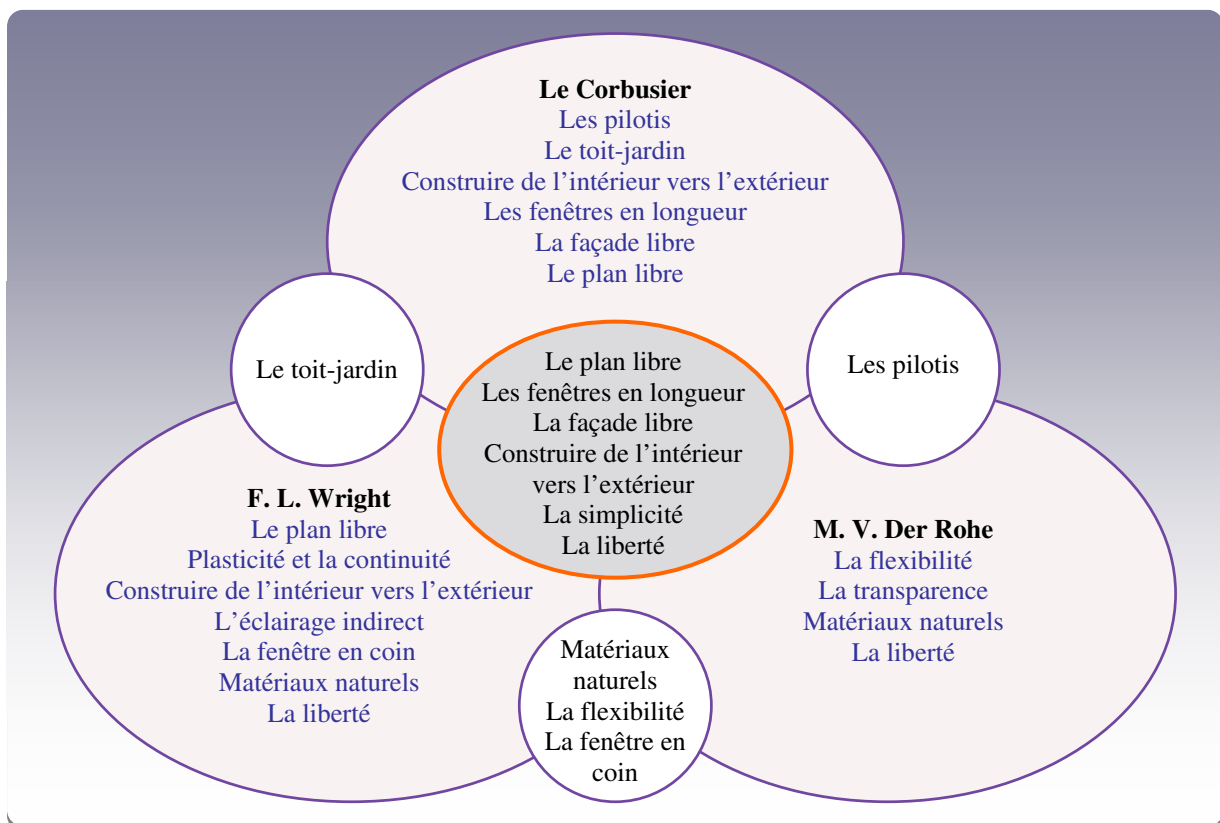 Le Corbusier
Les pilotis
Le toit-jardin
Construire de l’intérieur vers l’extérieur
Les fenêtres en longueur
La façade libre
Le plan libre
Le toit-jardin
Le plan libre
Les fenêtres en longueur
La façade libre
Construire de l’intérieur
vers l’extérieur
La simplicité
La liberté
Les pilotis
F. L. Wright
Le plan libre
Plasticité et la continuité
Construire de l’intérieur vers l’extérieur
L’éclairage indirect
La fenêtre en coin
Matériaux naturels
La liberté
Matériaux
naturels
La flexibilité
La fenêtre en
coin
M. V. Der Rohe
La flexibilité
La transparence
Matériaux naturels
La liberté